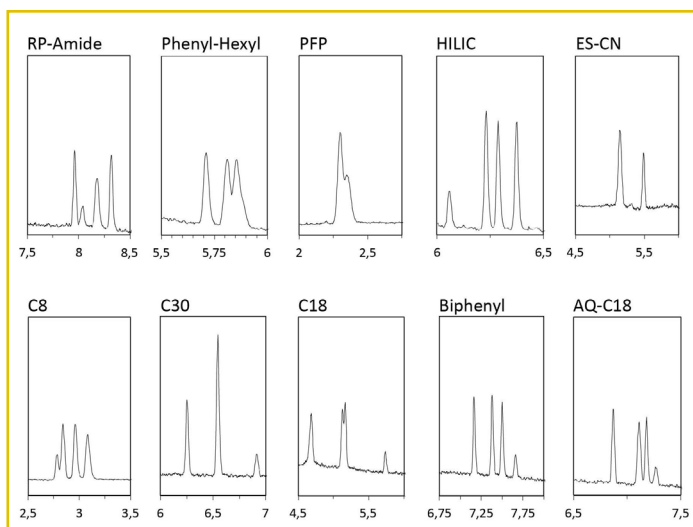 RP-Amide Phenyl-Hexyl PFP HILIC ES-CN
7,5 8 8,5 5,5 5,75 6 2 2,5 6 6,5 4,5 5,5
C8 C30 C18 Biphenyl AQ-C18
2,5 3 3,5 6 6,5 7 4,5 5,5 6,75 7,25 7,75 6,5 7,5